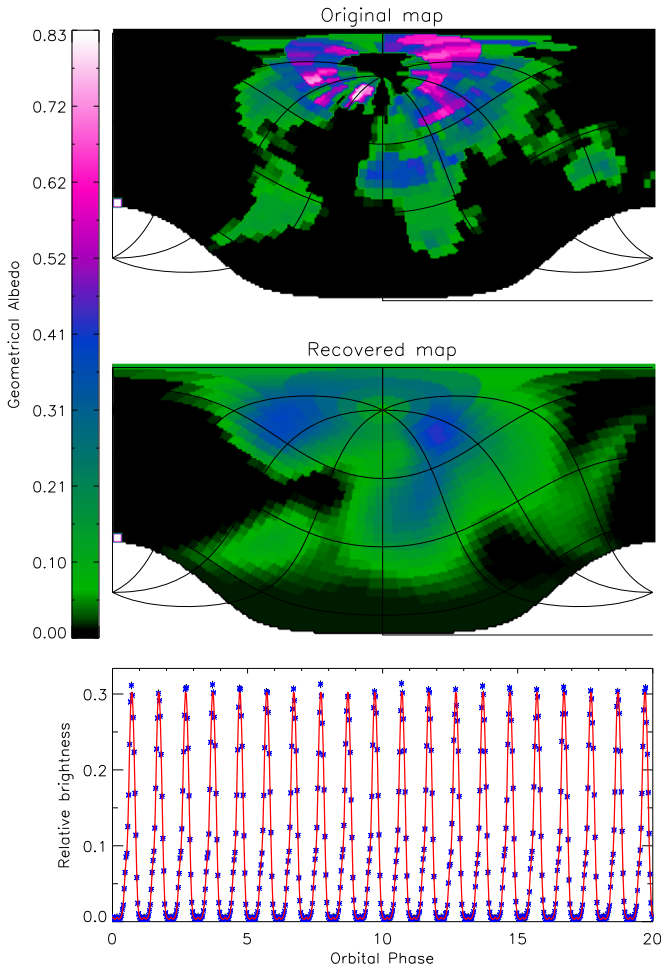 Original map
0.83
0.72
0.62
0.52
0.41
0.31
0.21
0.10
0.00
Geometrical Albedo
Recovered map
0.3
0.2
0.1
0.0
Relative brightness
0 5 10 15 20
Orbital Phase